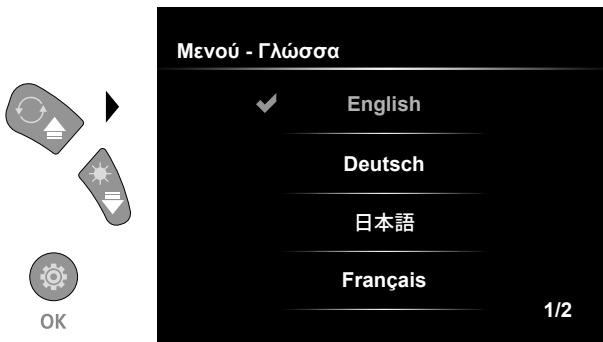 Μενού - Γλώσσα
English
Deutsch
日本語
Français
1/2
OK